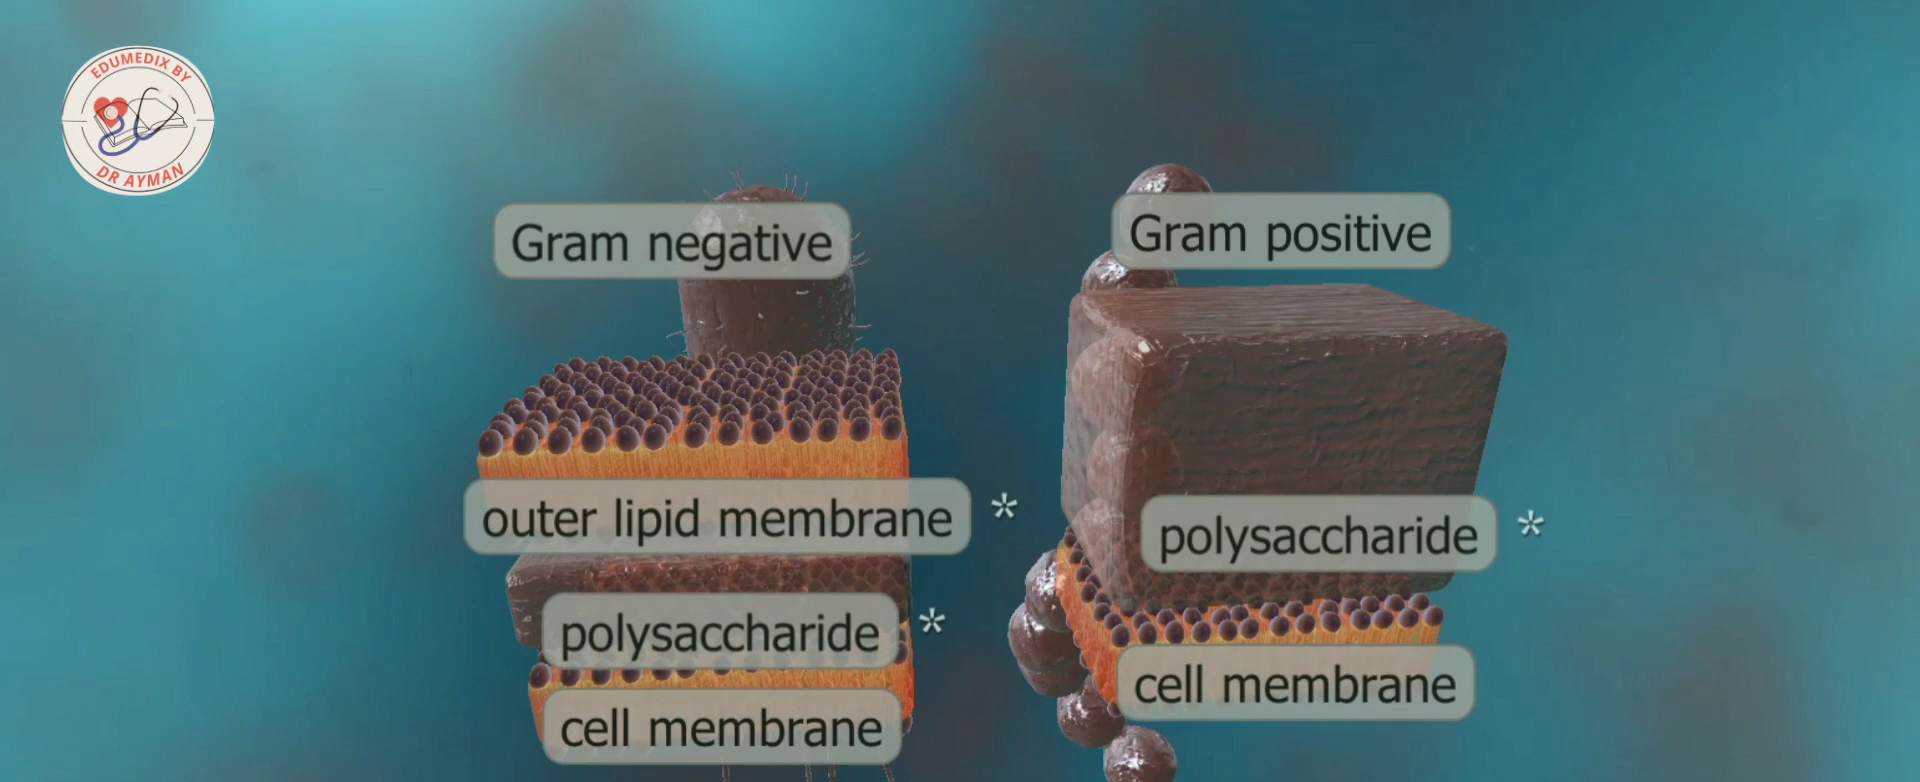 EDUMEDIX BY
DR AYMAN
Gram negative
outer lipid membrane *
polysaccharide *
cell membrane
Gram positive
polysaccharide *
cell membrane